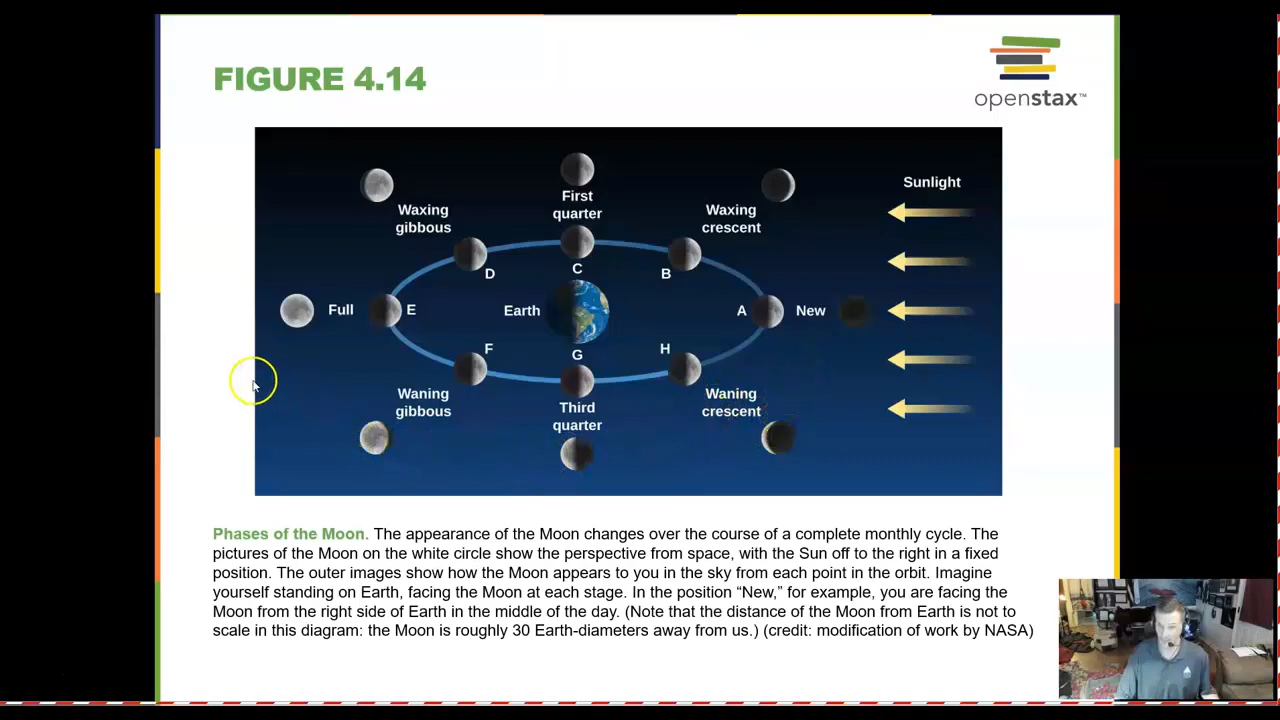 FIGURE 4.14
openstax™
Sunlight
First
quarter
Waxing
gibbous
Waxing
crescent
D
C
B
Full
E
Earth
A
New
F
G
H
Waning
gibbous
Third
quarter
Waning
crescent
Phases of the Moon. The appearance of the Moon changes over the course of a complete monthly cycle. The
pictures of the Moon on the white circle show the perspective from space, with the Sun off to the right in a fixed
position. The outer images show how the Moon appears to you in the sky from each point in the orbit. Imagine
yourself standing on Earth, facing the Moon at each stage. In the position “New,” for example, you are facing the
Moon from the right side of Earth in the middle of the day. (Note that the distance of the Moon from Earth is not to
scale in this diagram: the Moon is roughly 30 Earth-diameters away from us.) (credit: modification of work by NASA)